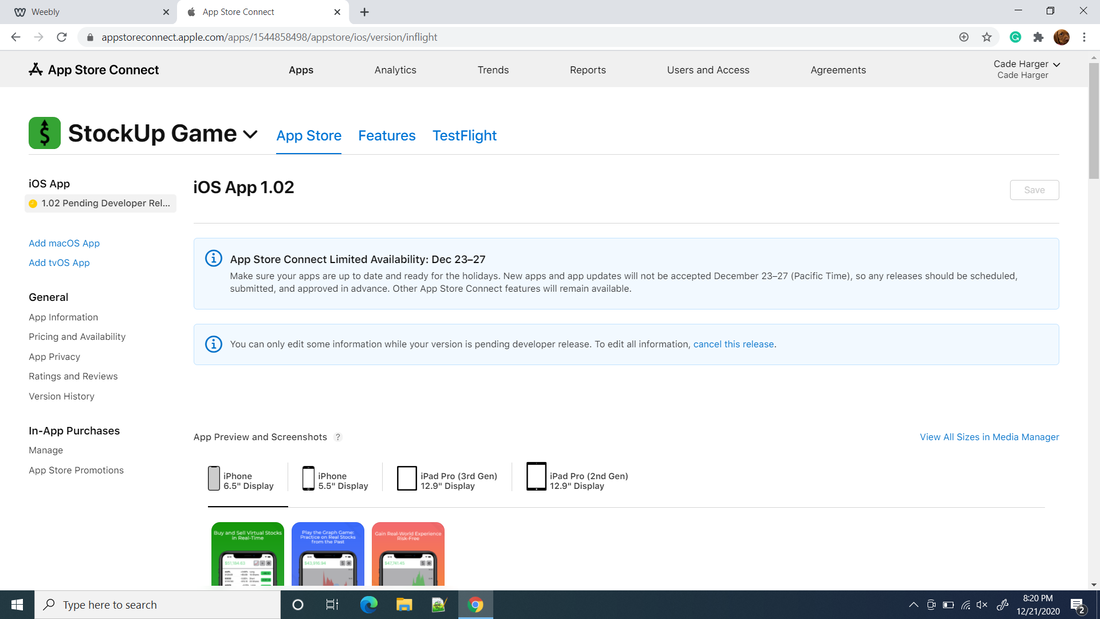 Weebly
App Store Connect
appstoreconnect.apple.com/apps/1544858498/appstore/ios/version/inflight
App Store Connect
Apps
Analytics
Trends
Reports
Users and Access
Agreements
Cade Harger
Cade Harger
StockUp Game
App Store
Features
TestFlight
iOS App
1.02 Pending Developer Rel...
Add macOS App
Add tvOS App
General
App Information
Pricing and Availability
App Privacy
Ratings and Reviews
Version History
In-App Purchases
Manage
App Store Promotions
iOS App 1.02
Save
App Store Connect Limited Availability: Dec 23–27
Make sure your apps are up to date and ready for the holidays. New apps and app updates will not be accepted December 23–27 (Pacific Time), so any releases should be scheduled,
submitted, and approved in advance. Other App Store Connect features will remain available.
You can only edit some information while your version is pending developer release. To edit all information, cancel this release.
App Preview and Screenshots ?
View All Sizes in Media Manager
iPhone
6.5" Display
iPhone
5.5" Display
iPad Pro (3rd Gen)
12.9" Display
iPad Pro (2nd Gen)
12.9" Display
Buy and Sell Virtual Stocks
in Real-Time
Play the Graph Game:
Practice on Real Stocks
from the Past
Gain Real-World Experience
Risk-Free
Type here to search
8:20 PM
12/21/2020
2